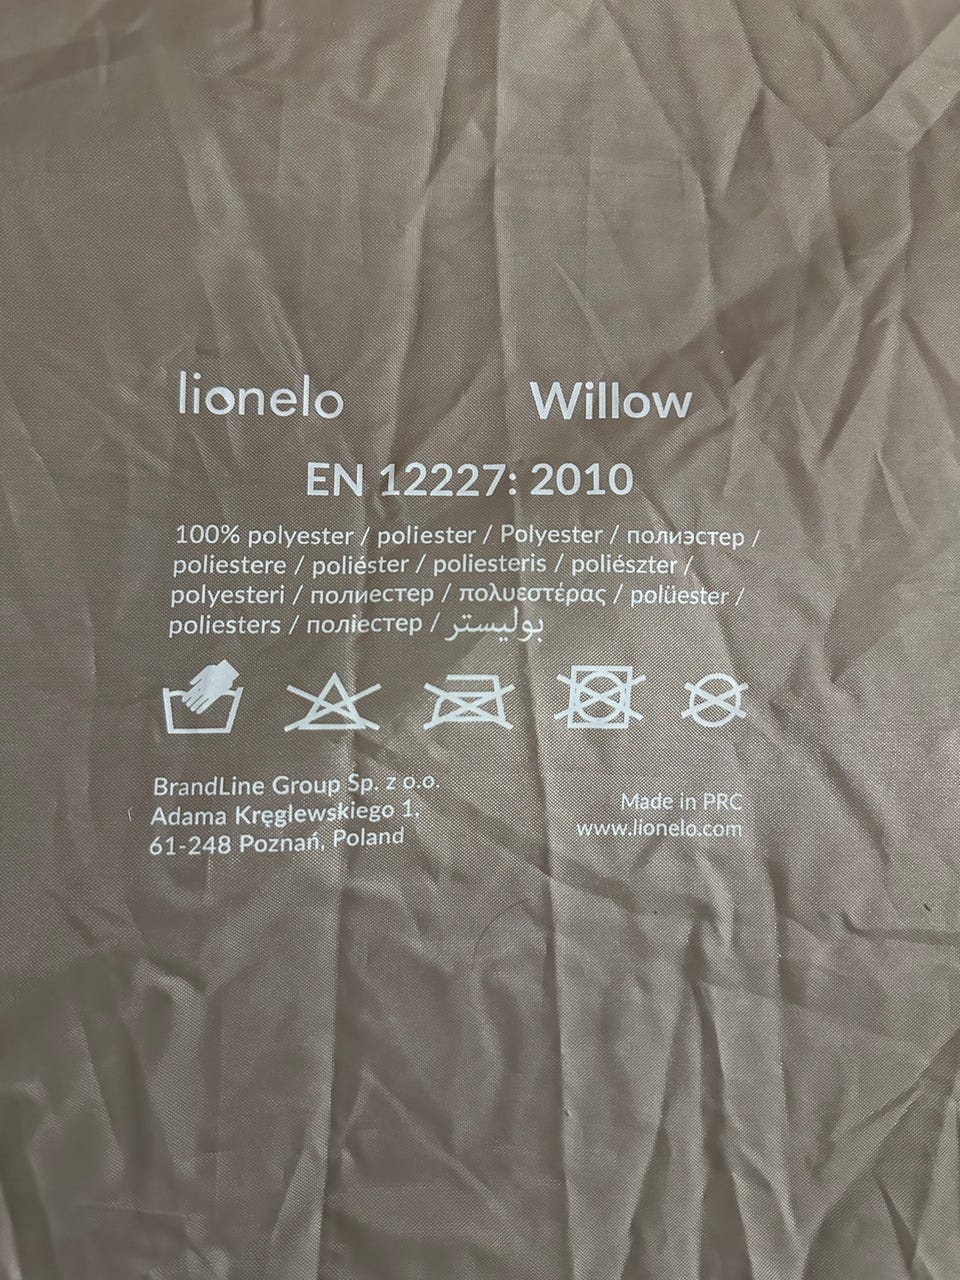 lionelo Willow
EN 12227: 2010
100% polyester / poliester / Polyester / полиэстер /
poliestere / poliéster / poliesteris / poliészter /
polyesteri / полиестер / πολυεστέρας / polüester /
poliesters / поліестер / بوليستر
BrandLine Group Sp. z o.o.
Adama Kręglewskiego 1,
61-248 Poznań, Poland
Made in PRC
www.lionelo.com